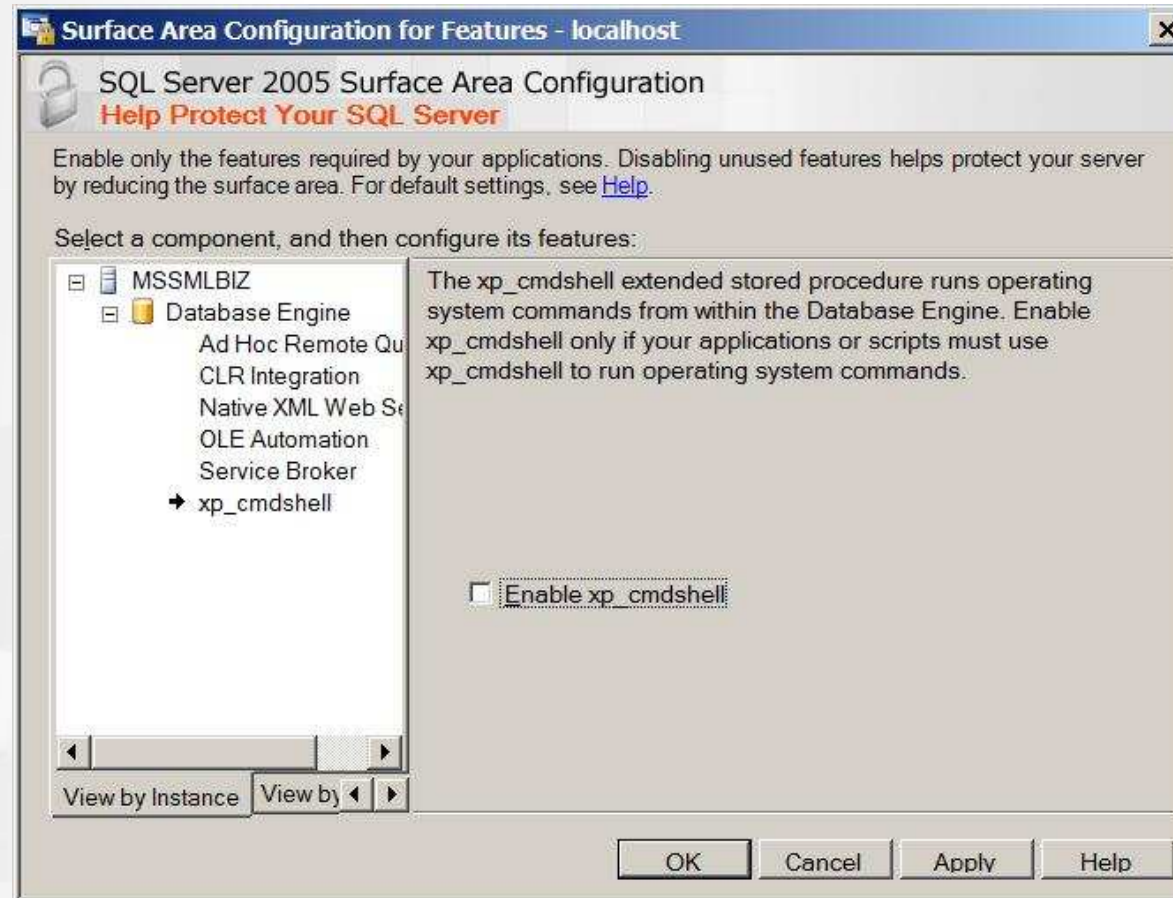 Surface Area Configuration for Features - localhost
SQL Server 2005 Surface Area Configuration
Help Protect Your SQL Server
Enable only the features required by your applications. Disabling unused features helps protect your server
by reducing the surface area. For default settings, see Help.
Select a component, and then configure its features:
MSSMLBIZ
Database Engine
Ad Hoc Remote Qu
CLR Integration
Native XML Web Se
OLE Automation
Service Broker
xp_cmdshell
View by Instance
View by
The xp_cmdshell extended stored procedure runs operating
system commands from within the Database Engine. Enable
xp_cmdshell only if your applications or scripts must use
xp_cmdshell to run operating system commands.
Enable xp_cmdshell
OK Cancel Apply Help